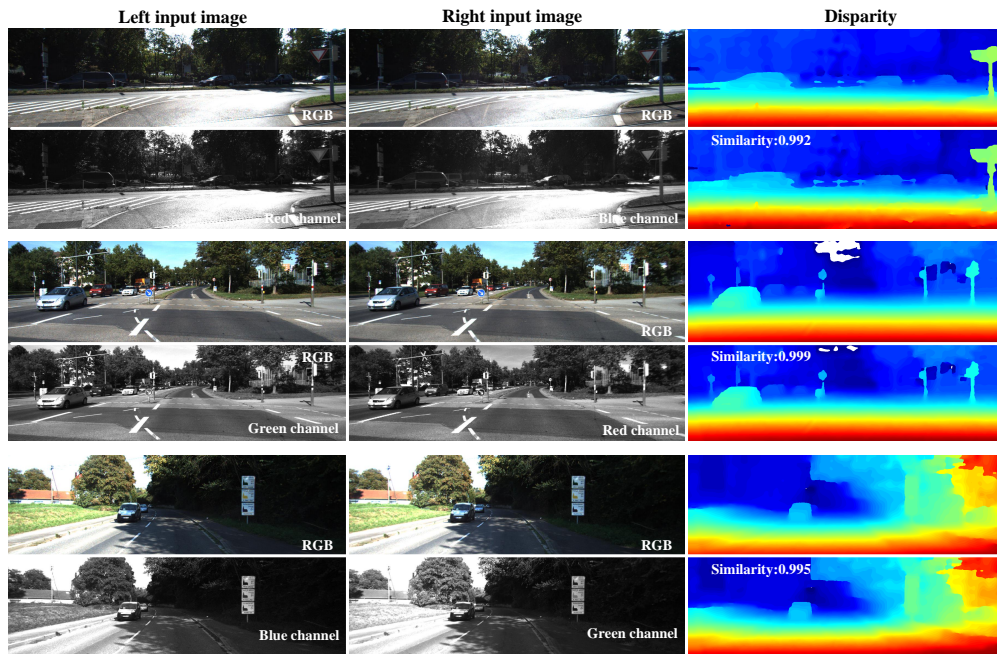 Left input image Right input image Disparity
RGB RGB
Similarity:0.992
Red channel Blue channel
RGB
RGB Similarity:0.999
Green channel Red channel
RGB RGB
Similarity:0.995
Blue channel Green channel